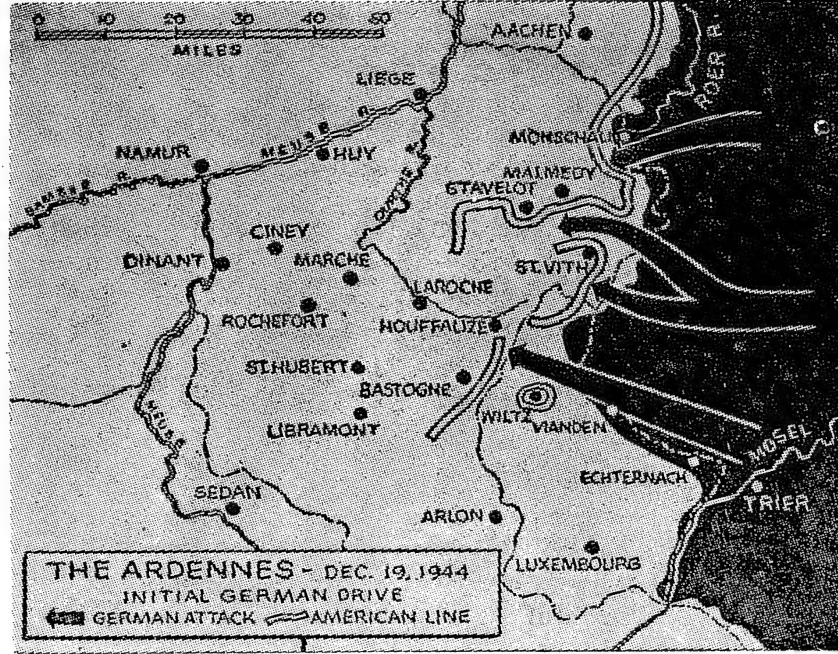 0 10 20 30 40 50
MILES
AACHEN
ROER R.
LIEGE
MEUSE R.
HUY
NAMUR
SAMBRE R.
OURTHE R.
MONSCHAU
MALMEDY
STAVELOT
CINEY
DINANT
MARCHE
ST.VITH
LAROCHE
ROCHEFORT
HOUFFALIZE
ST.HUBERT
BASTOGNE
LIBRAMONT
WILTZ
VIANDEN
MEUSE
MOSEL
ECHTERNACH
TRIER
SEDAN
ARLON
LUXEMBOURG
THE ARDENNES - DEC. 19, 1944
INITIAL GERMAN DRIVE
GERMAN ATTACK AMERICAN LINE